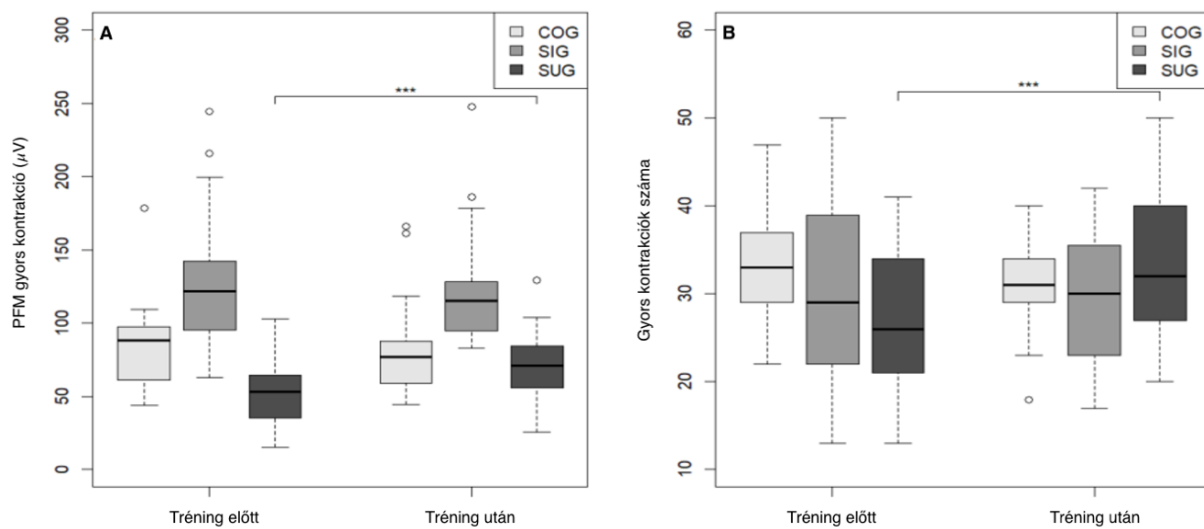 A
COG
SIG
SUG
***
300
250
200
150
100
50
0
PFM gyors kontrakció (μV)
Tréning előtt
Tréning után
B
COG
SIG
SUG
***
60
50
40
30
20
10
Gyors kontrakciók száma
Tréning előtt
Tréning után